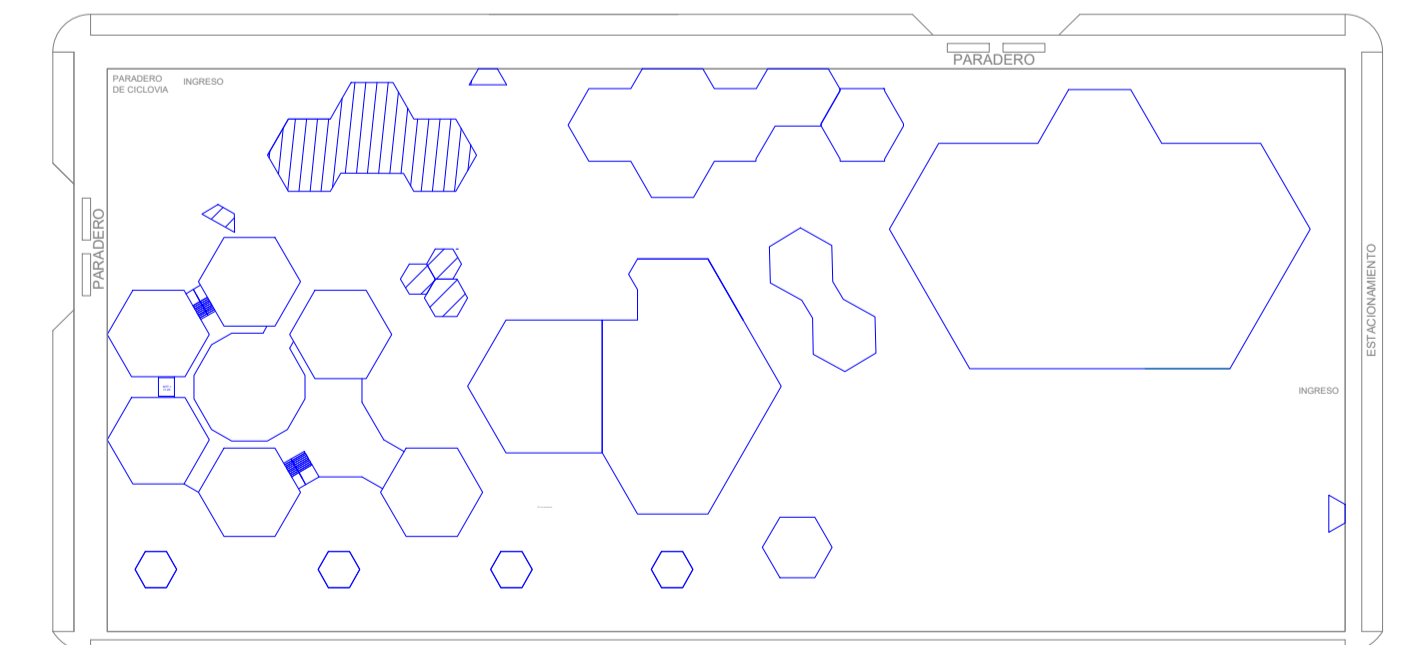 PARADERO
PARADERO
DE CICLOVIA
INGRESO
PARADERO
ESTACIONAMIENTO
INGRESO